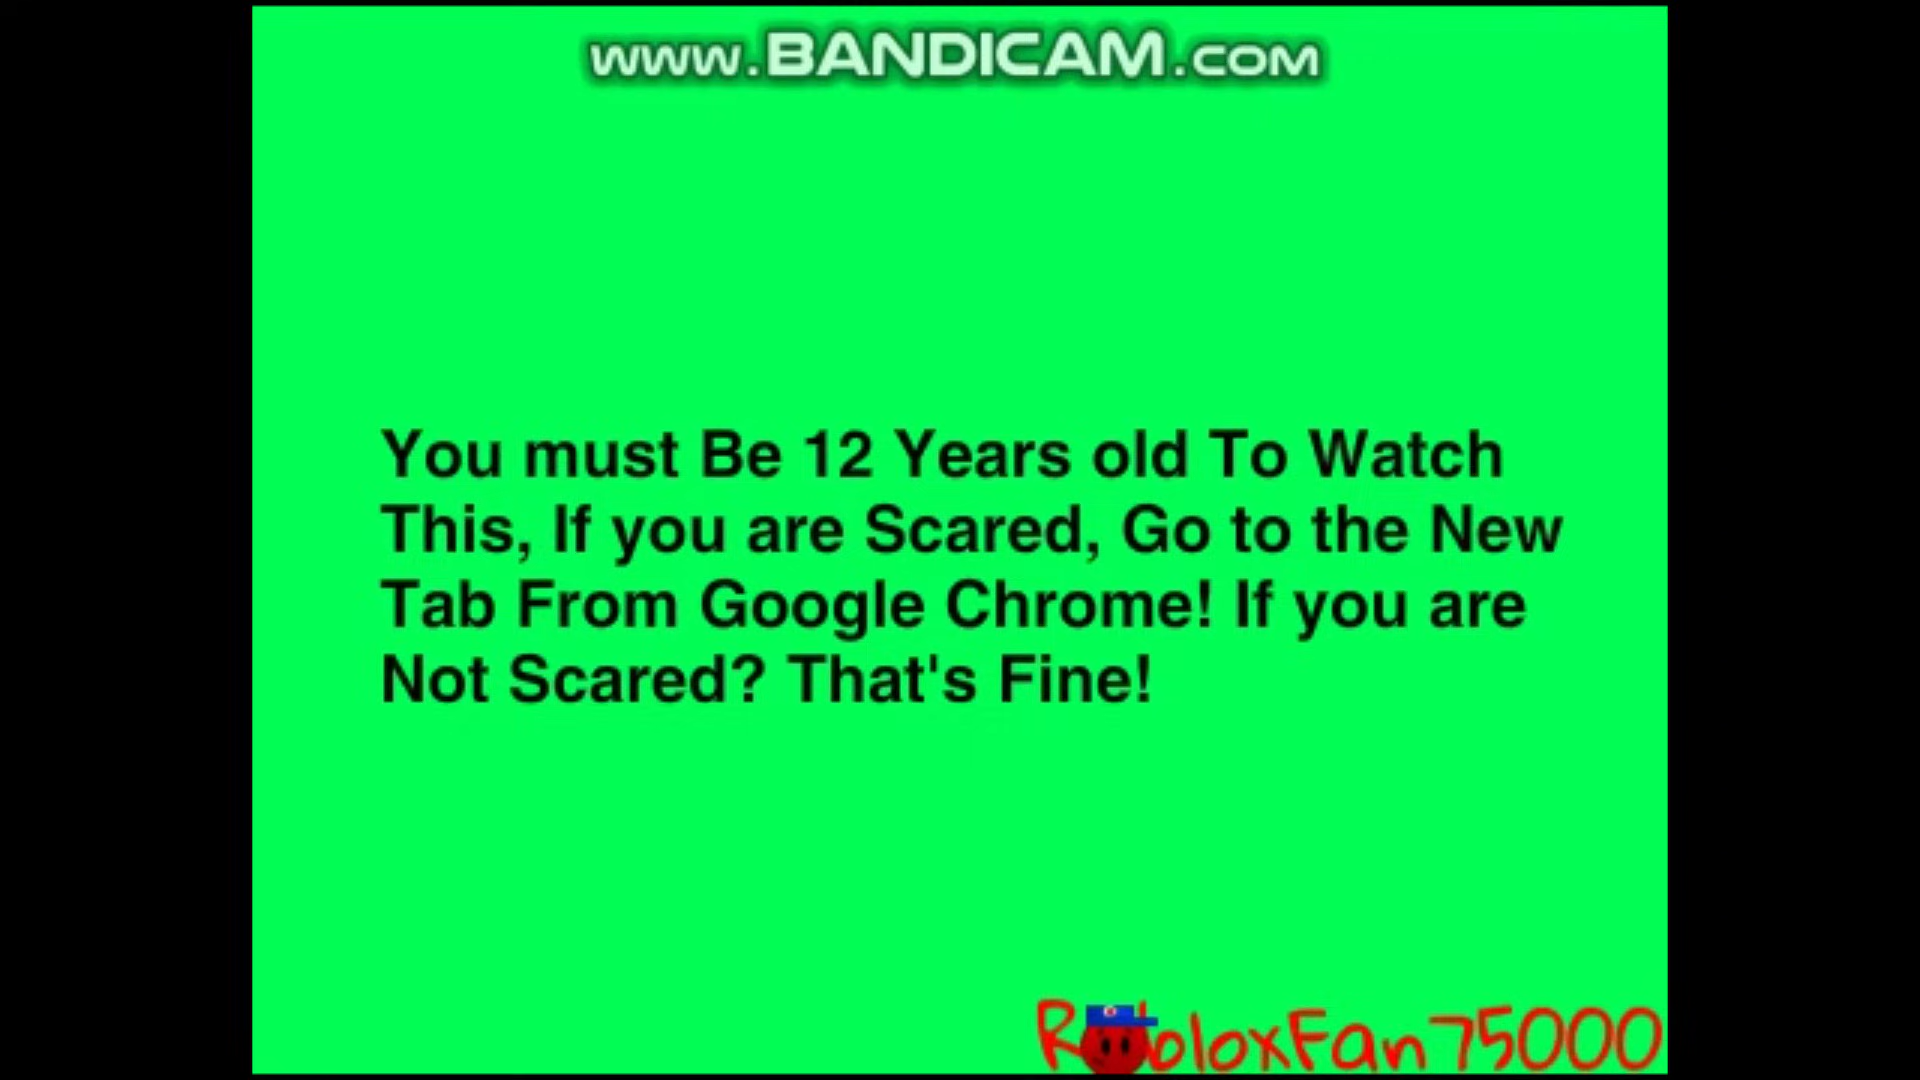 www.BANDICAM.com
You must Be 12 Years old To Watch
This, If you are Scared, Go to the New
Tab From Google Chrome! If you are
Not Scared? That's Fine!
RobloxFan75000